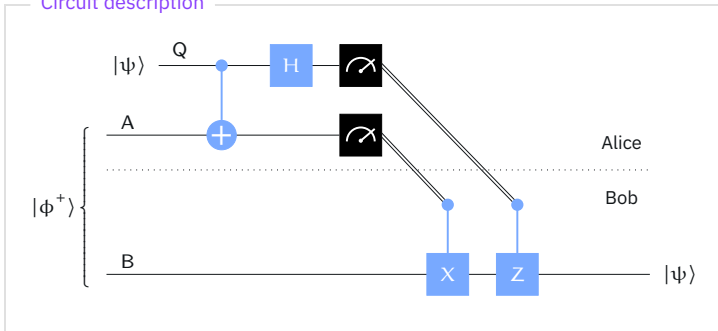 Circuit description
Q
|ψ⟩
H
A
Alice
Bob
|ϕ⁺⟩
B
X
Z
|ψ⟩